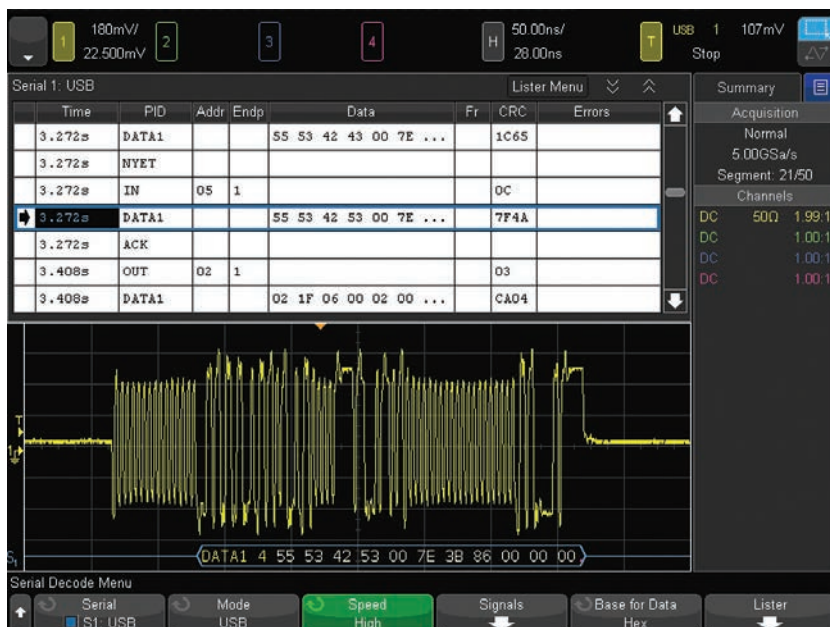 1 180mV/ 2 3 4 H 50.00ns/ T USB 1 107mV
22.500mV 28.00ns Stop
Serial 1: USB Lister Menu Summary
Time PID Addr Endp Data Fr CRC Errors
3.272s DATA1 55 53 42 43 00 7E ... 1C65
3.272s NYET
3.272s IN 05 1 0C
3.272s DATA1 55 53 42 53 00 7E ... 7F4A
3.272s ACK
3.408s OUT 02 1 03
3.408s DATA1 02 1F 06 00 02 00 ... CA04
Acquisition
Normal
5.00GSa/s
Segment: 21/50
Channels
DC 50Ω 1.99:1
DC 1.00:1
DC 1.00:1
DC 1.00:1
T
1
S1 DATA1 4 55 53 42 53 00 7E 3B 86 00 00 00
Serial Decode Menu
Serial Mode Speed Signals Base for Data Lister
S1: USB USB High Hex